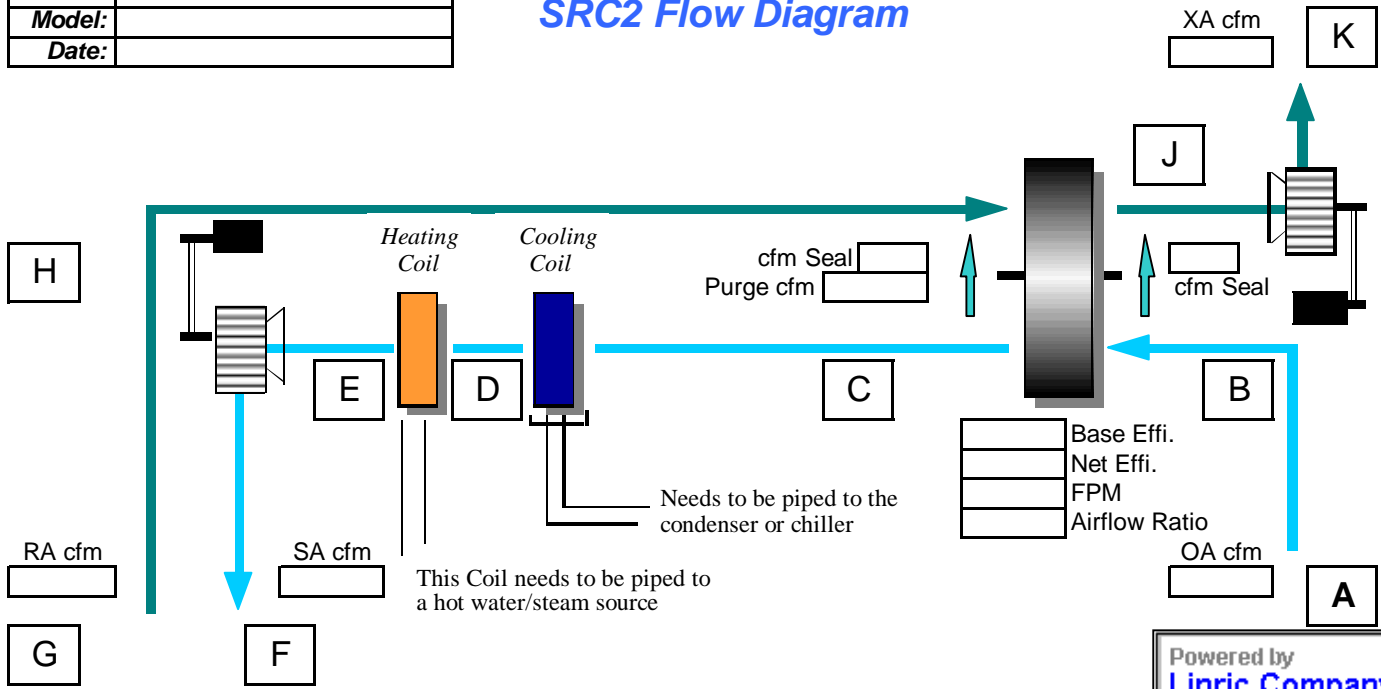 SRC2 Flow Diagram
Model:
Date:
XA cfm
K
J
H
Heating
Coil
Cooling
Coil
cfm Seal
Purge cfm
cfm Seal
E
D
C
B
Base Effi.
Net Effi.
FPM
Airflow Ratio
Needs to be piped to the
condenser or chiller
RA cfm
SA cfm
This Coil needs to be piped to
a hot water/steam source
OA cfm
A
G
F
Powered by
Linric Company